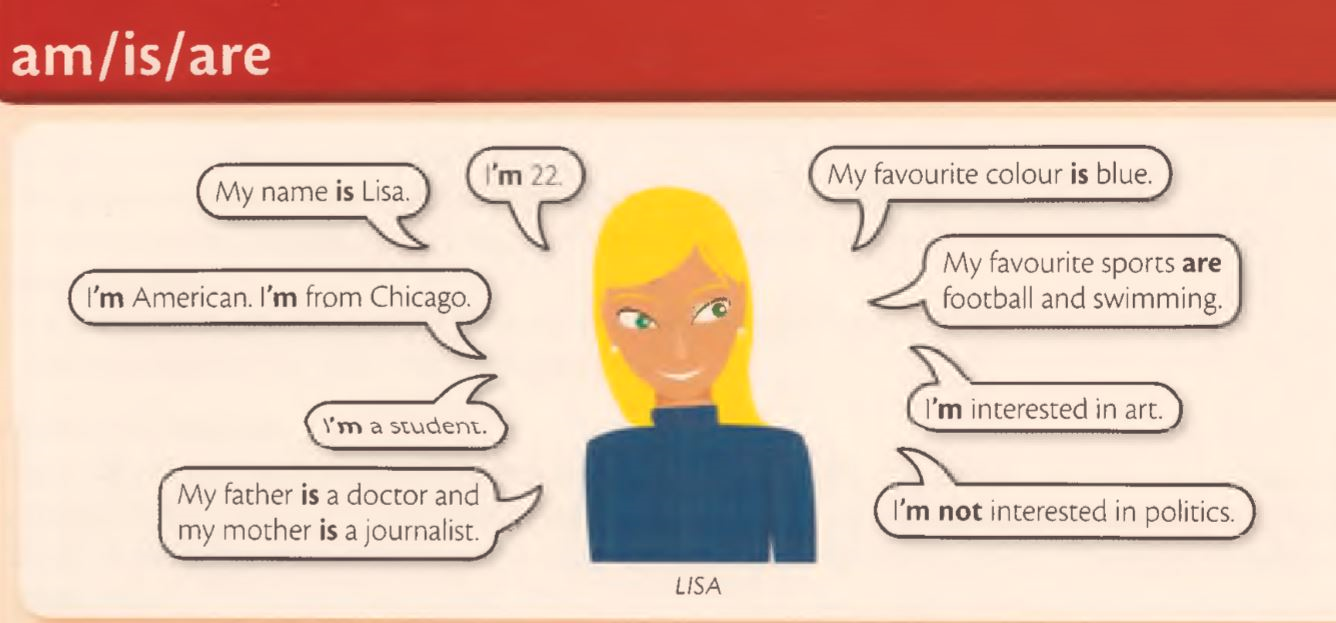 am/is/are
My name is Lisa.
I'm 22.
I'm American. I'm from Chicago.
I'm a student.
My father is a doctor and
my mother is a journalist.
My favourite colour is blue.
My favourite sports are
football and swimming.
I'm interested in art.
I'm not interested in politics.
LISA